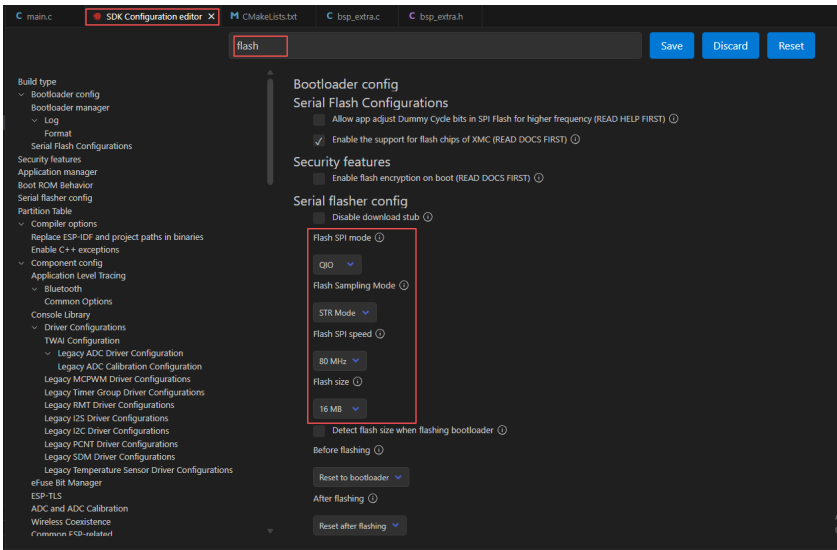 C main.c
SDK Configuration editor X
M CMakeLists.txt
C bsp_extra.c
C bsp_extra.h
flash
Save
Discard
Reset
Build type
Bootloader config
Bootloader manager
Log
Format
Serial Flash Configurations
Security features
Application manager
Boot ROM Behavior
Serial flasher config
Partition Table
Compiler options
Replace ESP-IDF and project paths in binaries
Enable C++ exceptions
Component config
Application Level Tracing
Bluetooth
Common Options
Console Library
Driver Configurations
TWAI Configuration
Legacy ADC Driver Configuration
Legacy ADC Calibration Configuration
Legacy MCPWM Driver Configurations
Legacy Timer Group Driver Configurations
Legacy RMT Driver Configurations
Legacy I2S Driver Configurations
Legacy I2C Driver Configurations
Legacy PCNT Driver Configurations
Legacy SDM Driver Configurations
Legacy Temperature Sensor Driver Configurations
eFuse Bit Manager
ESP-TLS
ADC and ADC Calibration
Wireless Coexistence
Common ESP-related
Bootloader config
Serial Flash Configurations
Allow app adjust Dummy Cycle bits in SPI Flash for higher frequency (READ HELP FIRST)
Enable the support for flash chips of XMC (READ DOCS FIRST)
Security features
Enable flash encryption on boot (READ DOCS FIRST)
Serial flasher config
Disable download stub
Flash SPI mode
QIO
Flash Sampling Mode
STR Mode
Flash SPI speed
80 MHz
Flash size
16 MB
Detect flash size when flashing bootloader
Before flashing
Reset to bootloader
After flashing
Reset after flashing